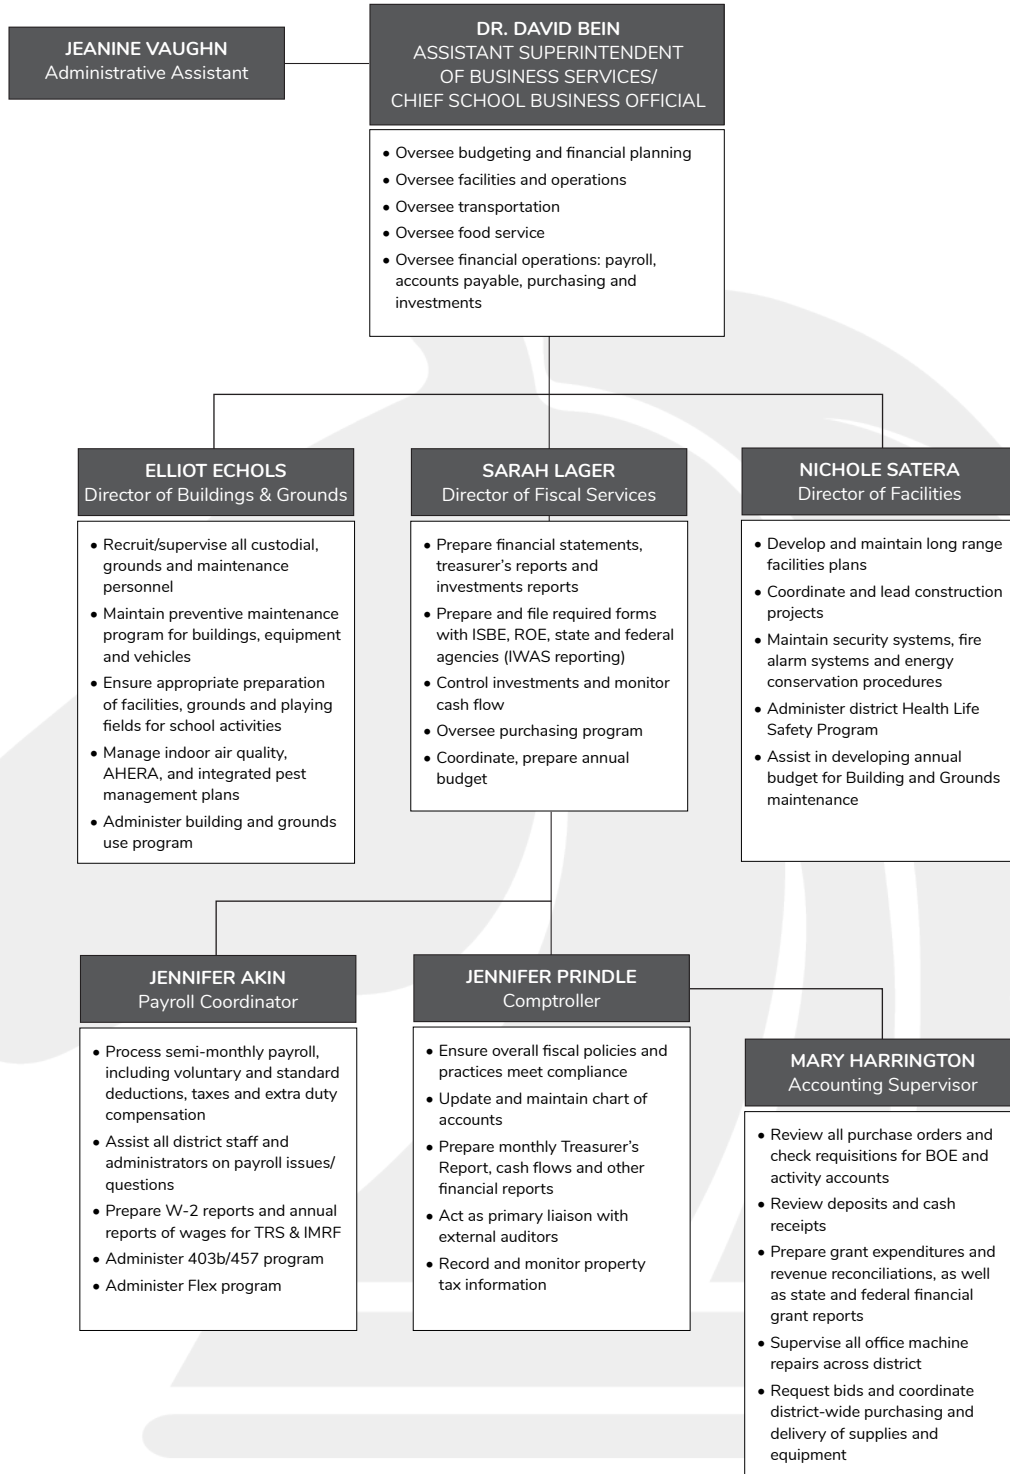 JEANINE VAUGHN
Administrative Assistant
DR. DAVID BEIN
ASSISTANT SUPERINTENDENT
OF BUSINESS SERVICES/
CHIEF SCHOOL BUSINESS OFFICIAL
• Oversee budgeting and financial planning
• Oversee facilities and operations
• Oversee transportation
• Oversee food service
• Oversee financial operations: payroll,
accounts payable, purchasing and
investments
ELLIOT ECHOLS
Director of Buildings & Grounds
• Recruit/supervise all custodial,
grounds and maintenance
personnel
• Maintain preventive maintenance
program for buildings, equipment
and vehicles
• Ensure appropriate preparation
of facilities, grounds and playing
fields for school activities
• Manage indoor air quality,
AHERA, and integrated pest
management plans
• Administer building and grounds
use program
SARAH LAGER
Director of Fiscal Services
• Prepare financial statements,
treasurer's reports and
investments reports
• Prepare and file required forms
with ISBE, ROE, state and federal
agencies (IWAS reporting)
• Control investments and monitor
cash flow
• Oversee purchasing program
• Coordinate, prepare annual
budget
NICHOLE SATERA
Director of Facilities
• Develop and maintain long range
facilities plans
• Coordinate and lead construction
projects
• Maintain security systems, fire
alarm systems and energy
conservation procedures
• Administer district Health Life
Safety Program
• Assist in developing annual
budget for Building and Grounds
maintenance
JENNIFER AKIN
Payroll Coordinator
• Process semi-monthly payroll,
including voluntary and standard
deductions, taxes and extra duty
compensation
• Assist all district staff and
administrators on payroll issues/
questions
• Prepare W-2 reports and annual
reports of wages for TRS & IMRF
• Administer 403b/457 program
• Administer Flex program
JENNIFER PRINDLE
Comptroller
• Ensure overall fiscal policies and
practices meet compliance
• Update and maintain chart of
accounts
• Prepare monthly Treasurer's
Report, cash flows and other
financial reports
• Act as primary liaison with
external auditors
• Record and monitor property
tax information
MARY HARRINGTON
Accounting Supervisor
• Review all purchase orders and
check requisitions for BOE and
activity accounts
• Review deposits and cash
receipts
• Prepare grant expenditures and
revenue reconciliations, as well
as state and federal financial
grant reports
• Supervise all office machine
repairs across district
• Request bids and coordinate
district-wide purchasing and
delivery of supplies and
equipment